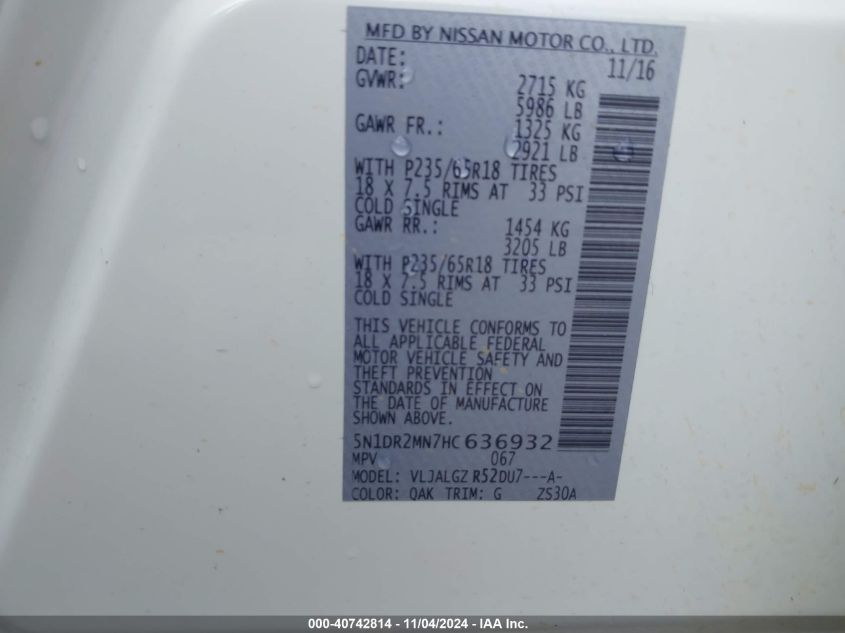 MFD BY NISSAN MOTOR CO., LTD.
DATE: 11/16
GVWR: 2715 KG
5986 LB
GAWR FR.: 1325 KG
2921 LB
WITH P235/65R18 TIRES
18 X 7.5 RIMS AT 33 PSI
COLD SINGLE
GAWR RR.: 1454 KG
3205 LB
WITH P235/65R18 TIRES
18 X 7.5 RIMS AT 33 PSI
COLD SINGLE
THIS VEHICLE CONFORMS TO
ALL APPLICABLE FEDERAL
MOTOR VEHICLE SAFETY AND
THEFT PREVENTION
STANDARDS IN EFFECT ON
THE DATE OF MANUFACTURE
SHOWN ABOVE.
5N1DR2MN7HC636932
MPV 067
MODEL: VLJALGZ R52DU7---A-
COLOR: QAK TRIM: G ZS30A
000-40742814 - 11/04/2024 - IAA Inc.